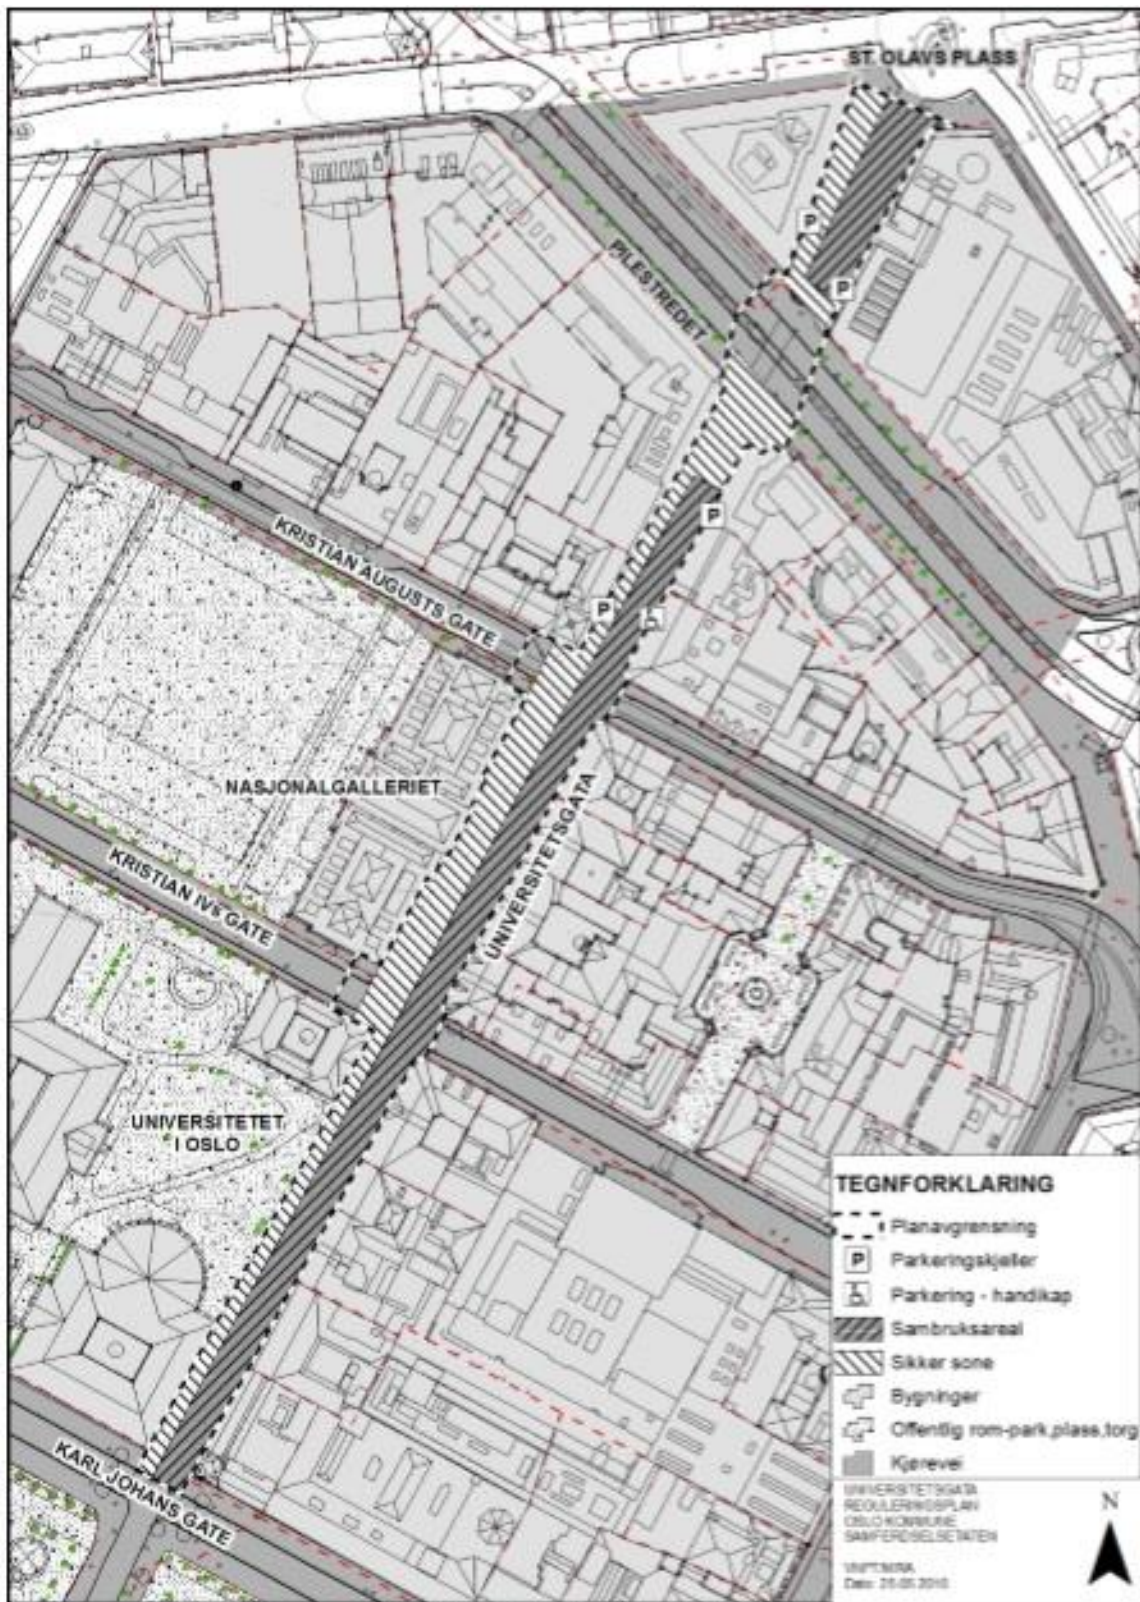 ST. OLAVS PLASS
P
PILESTREDET
P
P
KRISTIAN AUGUSTS GATE
P
NASJONALGALLERIET
UNIVERSITETSGATA
KRISTIAN IVs GATE
UNIVERSITETET
I OSLO
KARL JOHANS GATE
TEGNFORKLARING
Planavgrensning
P Parkeringskjeller
Parkering - handikap
Sambruksareal
Sikker sone
Bygninger
Offentlig rom-park,plass,torg
Kjørevei
UNIVERSITETSGATA
REGULERINGSPLAN
OSLO KOMMUNE
SAMFERDSELSETATEN
N